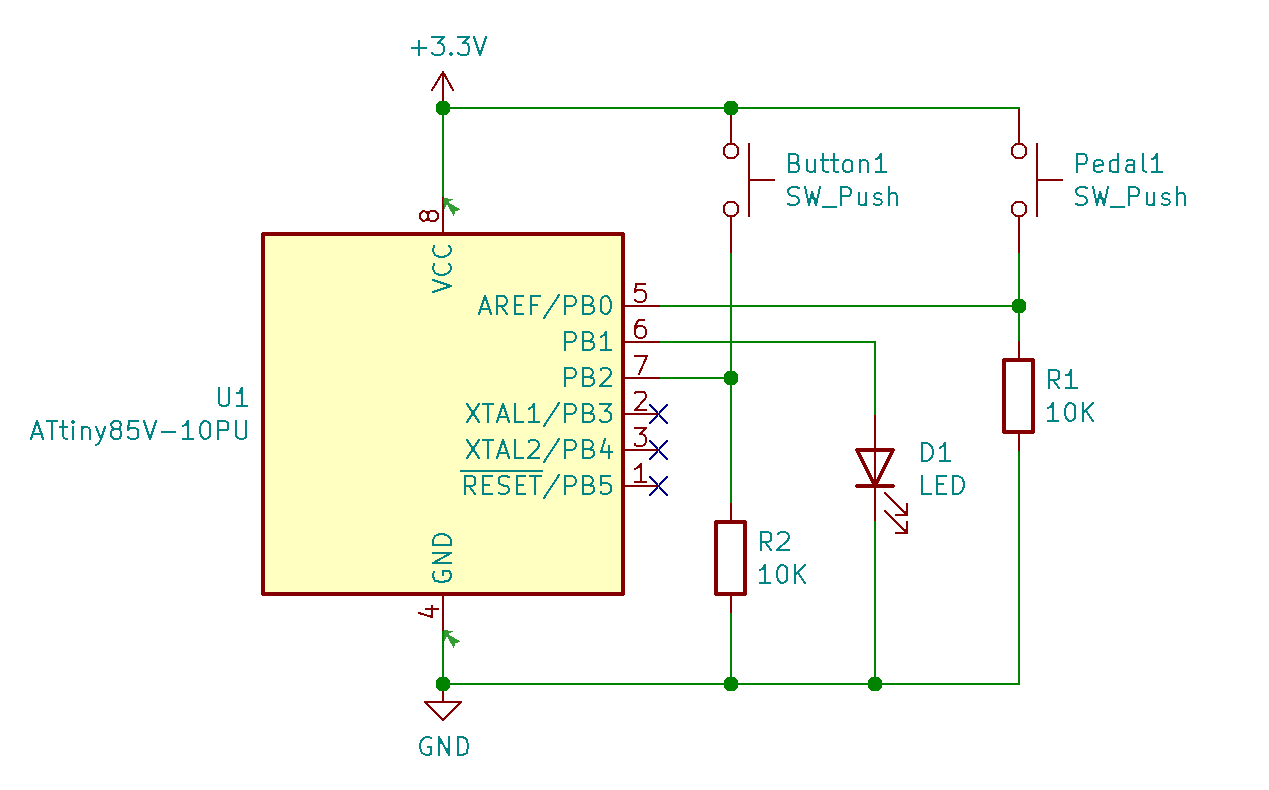 +3.3V
Button1
SW_Push
Pedal1
SW_Push
8
VCC
AREF/PB0
5
PB1
6
PB2
7
XTAL1/PB3
2
XTAL2/PB4
3
RESET/PB5
1
U1
ATtiny85V-10PU
R1
10K
D1
LED
R2
10K
GND
4
GND